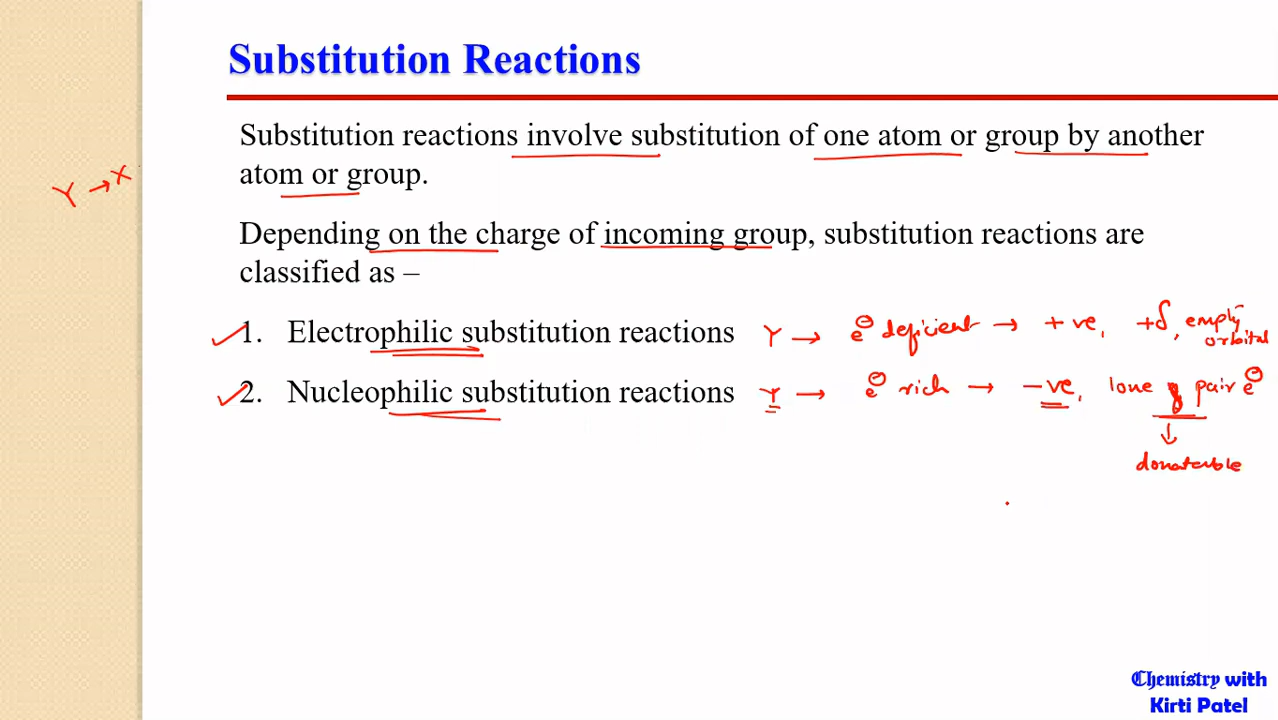 Substitution Reactions
Substitution reactions involve substitution of one atom or group by another
atom or group.
Y → X
Depending on the charge of incoming group, substitution reactions are
classified as –
1. Electrophilic substitution reactions Y → e⊖ deficient → +ve, +δ, empty
orbital
2. Nucleophilic substitution reactions Y → e⊖ rich → -ve, lone pair e⊖
↓
donatable
Chemistry with
Kirti Patel